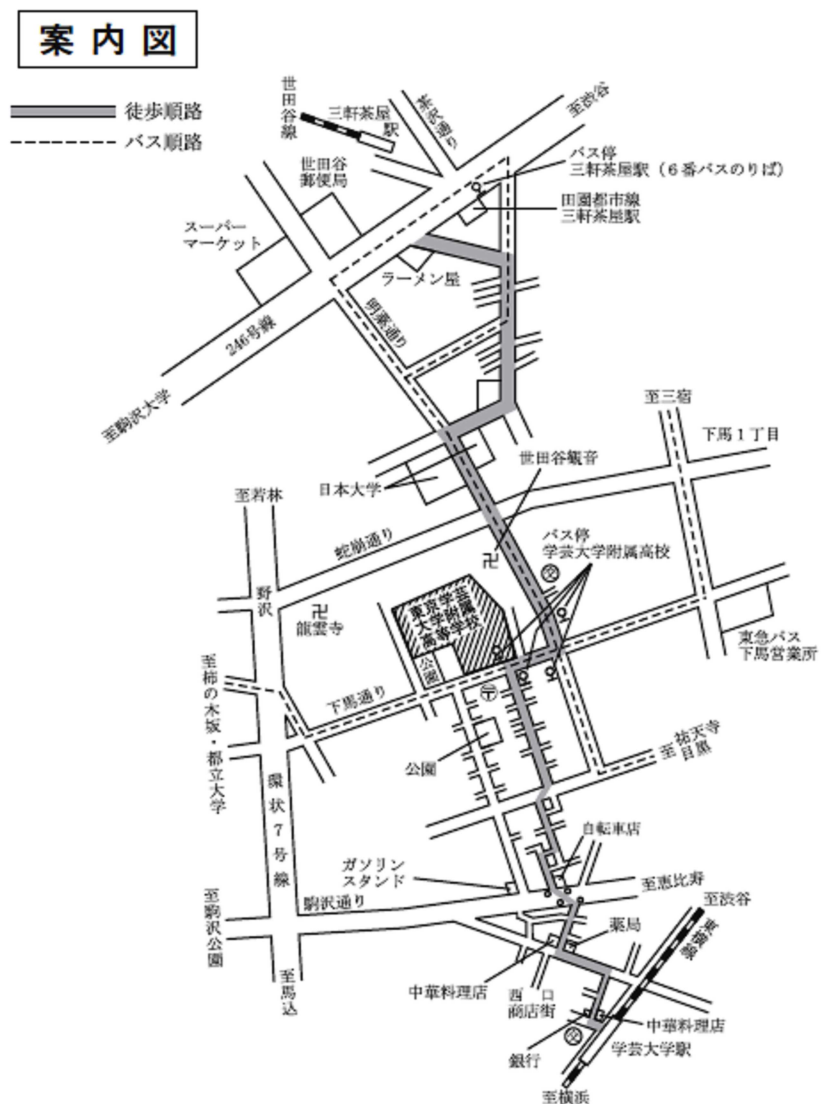 案内図
徒歩順路
バス順路
世田谷線
三軒茶屋
駅
茶沢通り
至渋谷
バス停
三軒茶屋駅(6番バスのりば)
世田谷
郵便局
田園都市線
三軒茶屋駅
スーパー
マーケット
ラーメン屋
246号線
明薬通り
至駒沢大学
至三宿
下馬1丁目
世田谷観音
日本大学
至若林
蛇崩通り
バス停
学芸大学附属高校
文
卍
野沢
卍
龍雲寺
東京学芸
大学附属
高等学校
公園
東急バス
下馬営業所
至柿の木坂・都立大学
下馬通り
〒
公園
至祐天寺
目黒
環状7号線
自転車店
ガソリン
スタンド
至恵比寿
至駒沢公園
駒沢通り
至渋谷
薬局
東横線
中華料理店
西口
商店街
至馬込
中華料理店
文
学芸大学駅
銀行
至横浜